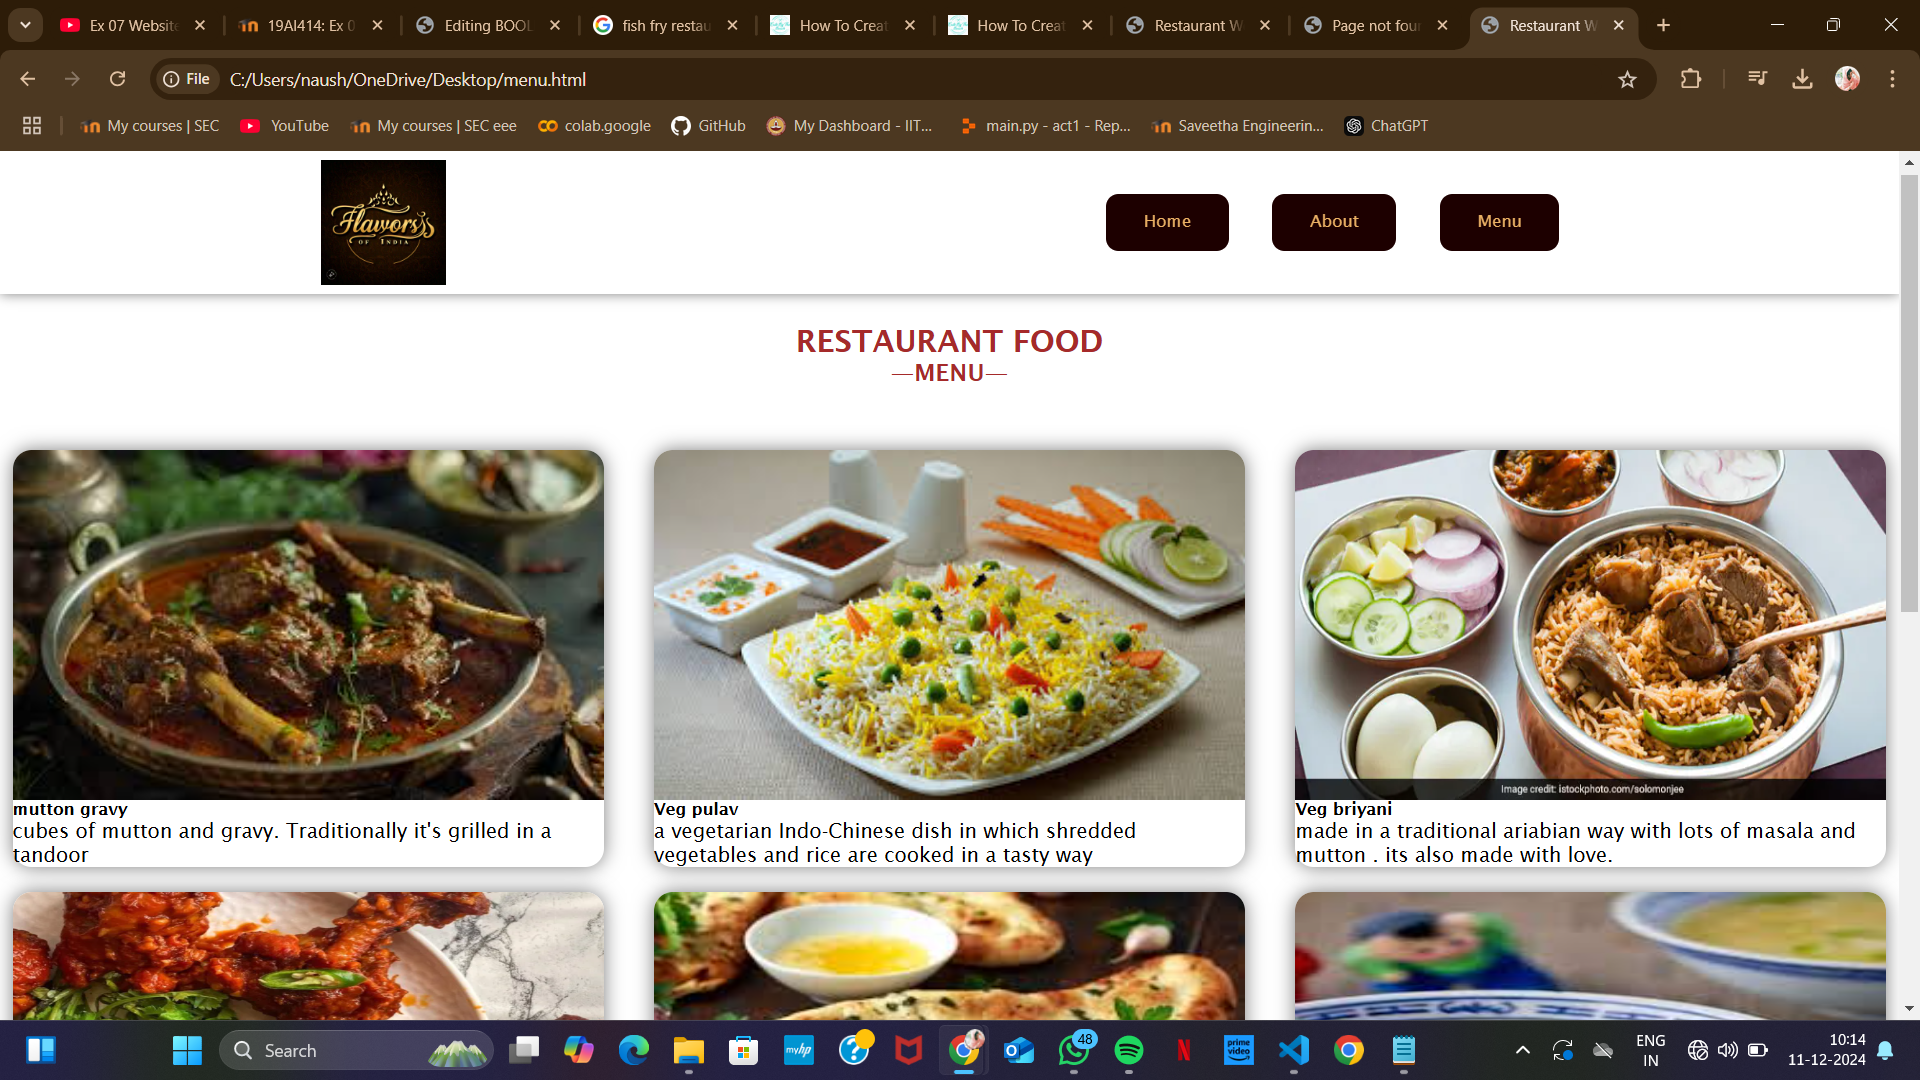 Ex 07 Website
19AI414: Ex 0
Editing BOOL
fish fry restau
How To Creat
How To Creat
Restaurant W
Page not four
Restaurant W
File
C:/Users/naush/OneDrive/Desktop/menu.html
My courses | SEC
YouTube
My courses | SEC eee
colab.google
GitHub
My Dashboard - IIT...
main.py - act1 - Rep...
Saveetha Engineerin...
ChatGPT
Flavorss
OF INDIA
Home
About
Menu
RESTAURANT FOOD
—MENU—
Image credit: istockphoto.com/solomonjee
mutton gravy
cubes of mutton and gravy. Traditionally it's grilled in a
tandoor
Veg pulav
a vegetarian Indo-Chinese dish in which shredded
vegetables and rice are cooked in a tasty way
Veg briyani
made in a traditional ariabian way with lots of masala and
mutton . its also made with love.
Search
myhp
48
prime
video
ENG
IN
10:14
11-12-2024